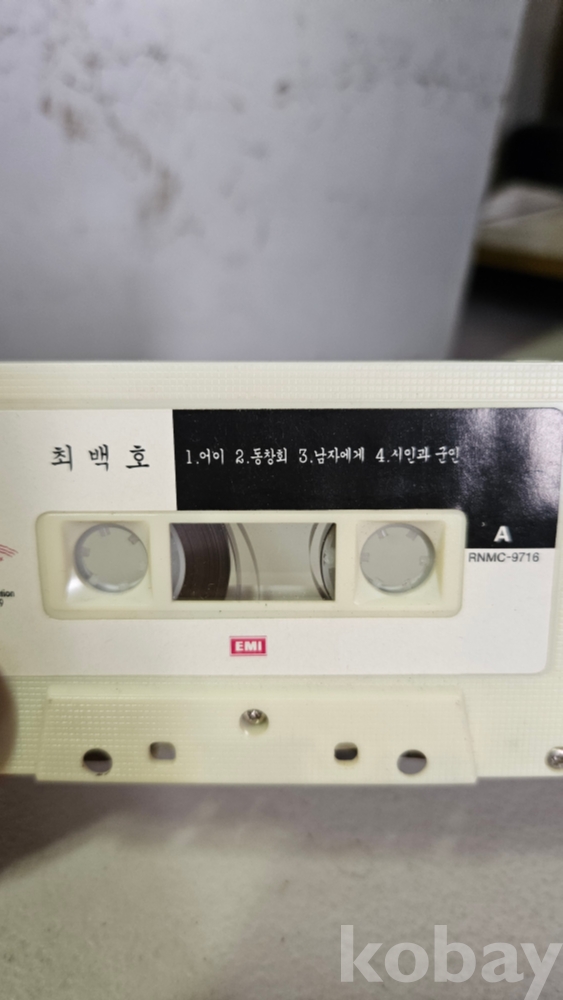 최 백 호
1.어이 2.동창회 3.남자에게 4.시인과 군인
A
RNMC-9716
EMI
kobay